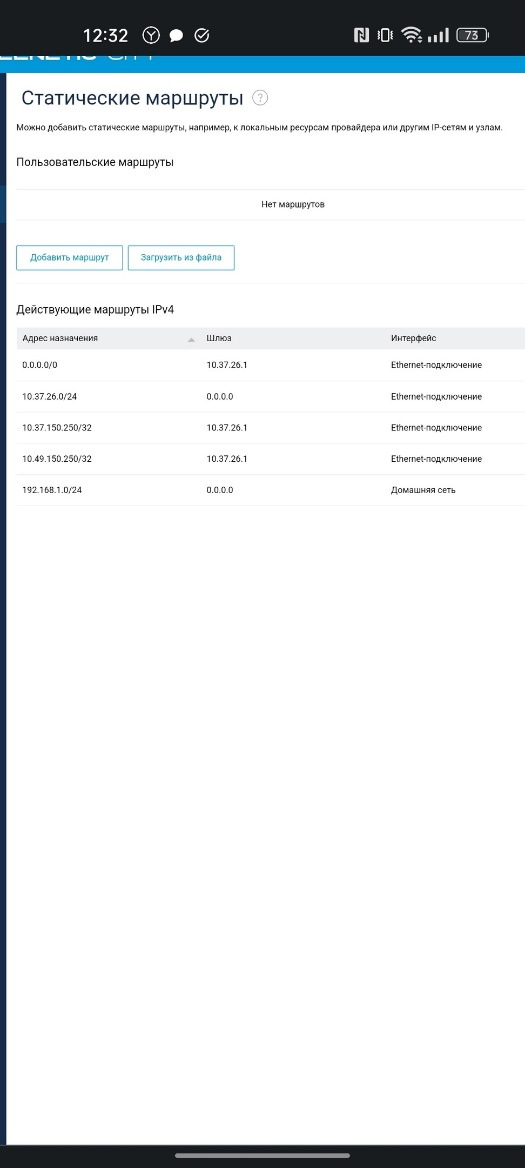 12:32
73
Статические маршруты ?
Можно добавить статические маршруты, например, к локальным ресурсам провайдера или другим IP-сетям и узлам.
Пользовательские маршруты
Нет маршрутов
Добавить маршрут Загрузить из файла
Действующие маршруты IPv4
Адрес назначения Шлюз Интерфейс
0.0.0.0/0 10.37.26.1 Ethernet-подключение
10.37.26.0/24 0.0.0.0 Ethernet-подключение
10.37.150.250/32 10.37.26.1 Ethernet-подключение
10.49.150.250/32 10.37.26.1 Ethernet-подключение
192.168.1.0/24 0.0.0.0 Домашняя сеть